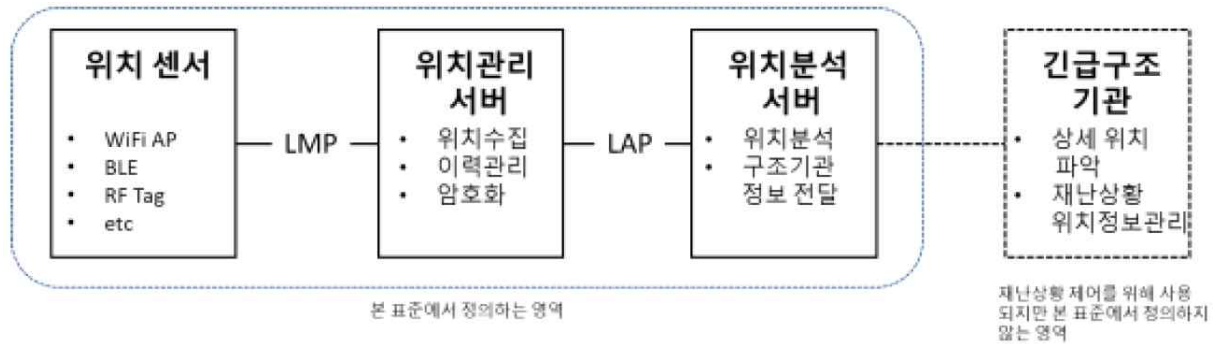 위치 센서
• WiFi AP
• BLE
• RF Tag
• etc
LMP
위치관리
서버
• 위치수집
• 이력관리
• 암호화
LAP
위치분석
서버
• 위치분석
• 구조기관
정보 전달
긴급구조
기관
• 상세 위치
파악
• 재난상황
위치정보관리
본 표준에서 정의하는 영역
재난상황 제어를 위해 사용
되지만 본 표준에서 정의하지
않는 영역